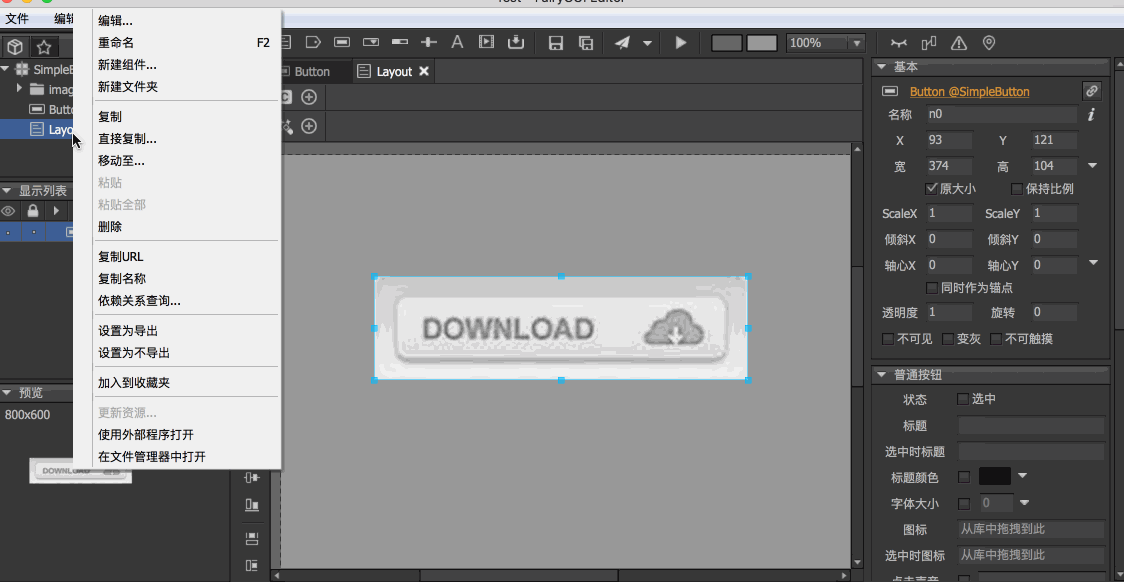 文件 编辑
编辑...
重命名 F2
新建组件...
新建文件夹
复制
直接复制...
移动至...
粘贴
粘贴全部
删除
复制URL
复制名称
依赖关系查询...
设置为导出
设置为不导出
加入到收藏夹
更新资源...
使用外部程序打开
在文件管理器中打开
SimpleB
imag
Butt
Layo
显示列表
预览
800x600
DOWNLOAD
A
100%
Button
Layout
C
DOWNLOAD
基本
Button @SimpleButton
名称 n0
X 93 Y 121
宽 374 高 104
原大小 保持比例
ScaleX 1 ScaleY 1
倾斜X 0 倾斜Y 0
轴心X 0 轴心Y 0
同时作为锚点
透明度 1 旋转 0
不可见 变灰 不可触摸
普通按钮
状态 选中
标题
选中时标题
标题颜色
字体大小 0
图标 从库中拖拽到此
选中时图标 从库中拖拽到此
点击声音